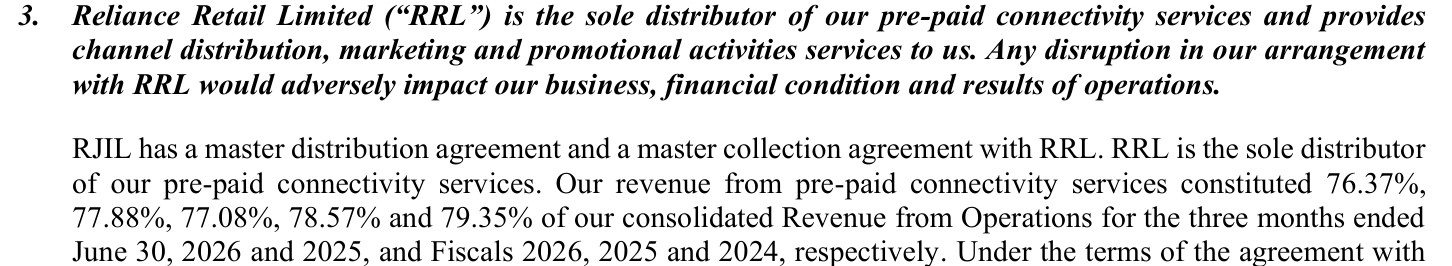 3. Reliance Retail Limited (“RRL”) is the sole distributor of our pre-paid connectivity services and provides
channel distribution, marketing and promotional activities services to us. Any disruption in our arrangement
with RRL would adversely impact our business, financial condition and results of operations.
RJIL has a master distribution agreement and a master collection agreement with RRL. RRL is the sole distributor
of our pre-paid connectivity services. Our revenue from pre-paid connectivity services constituted 76.37%,
77.88%, 77.08%, 78.57% and 79.35% of our consolidated Revenue from Operations for the three months ended
June 30, 2026 and 2025, and Fiscals 2026, 2025 and 2024, respectively. Under the terms of the agreement with